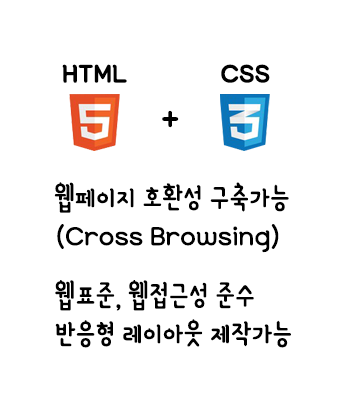 HTML CSS
5 + 3
웹페이지 호환성 구축가능
(Cross Browsing)
웹표준, 웹접근성 준수
반응형 레이아웃 제작가능